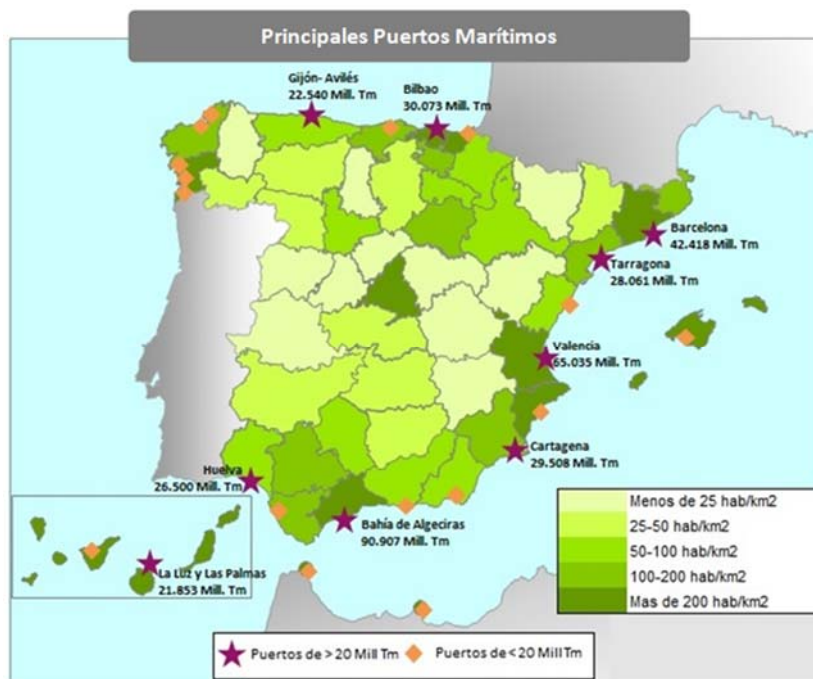 Principales Puertos Marítimos
Gijón- Avilés
22.540 Mill. Tm
Bilbao
30.073 Mill. Tm
Barcelona
42.418 Mill. Tm
Tarragona
28.061 Mill. Tm
Valencia
65.035 Mill. Tm
Cartagena
29.508 Mill. Tm
Huelva
26.500 Mill. Tm
Bahía de Algeciras
90.907 Mill. Tm
La Luz y Las Palmas
21.853 Mill. Tm
Menos de 25 hab/km2
25-50 hab/km2
50-100 hab/km2
100-200 hab/km2
Mas de 200 hab/km2
Puertos de > 20 Mill Tm
Puertos de < 20 Mill Tm